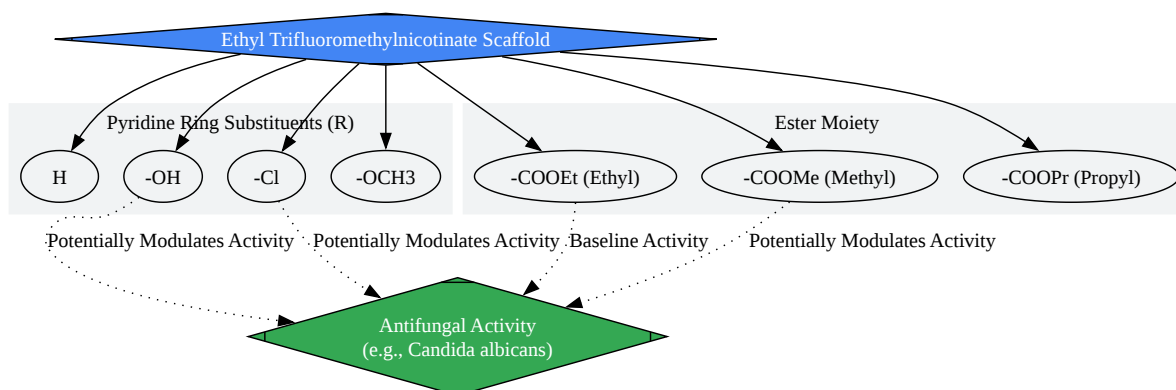 Ethyl Trifluoromethylnicotinate Scaffold
Pyridine Ring Substituents (R)
Ester Moiety
H
-OH
-Cl
-OCH3
-COOEt (Ethyl)
-COOMe (Methyl)
-COOPr (Propyl)
Potentially Modulates Activity
Potentially Modulates Activity
Baseline Activity
Potentially Modulates Activity
Antifungal Activity
(e.g., Candida albicans)